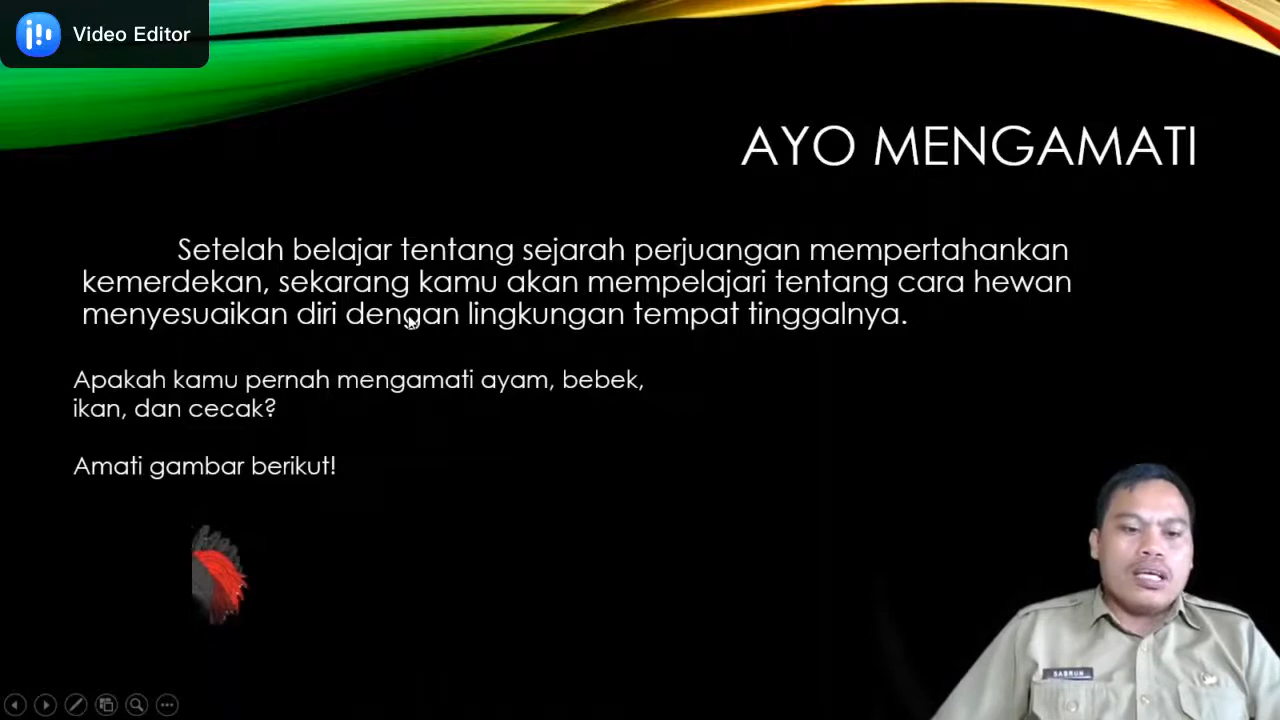 Video Editor
AYO MENGAMATI
Setelah belajar tentang sejarah perjuangan mempertahankan
kemerdekan, sekarang kamu akan mempelajari tentang cara hewan
menyesuaikan diri dengan lingkungan tempat tinggalnya.
Apakah kamu pernah mengamati ayam, bebek,
ikan, dan cecak?
Amati gambar berikut!
SABRUN